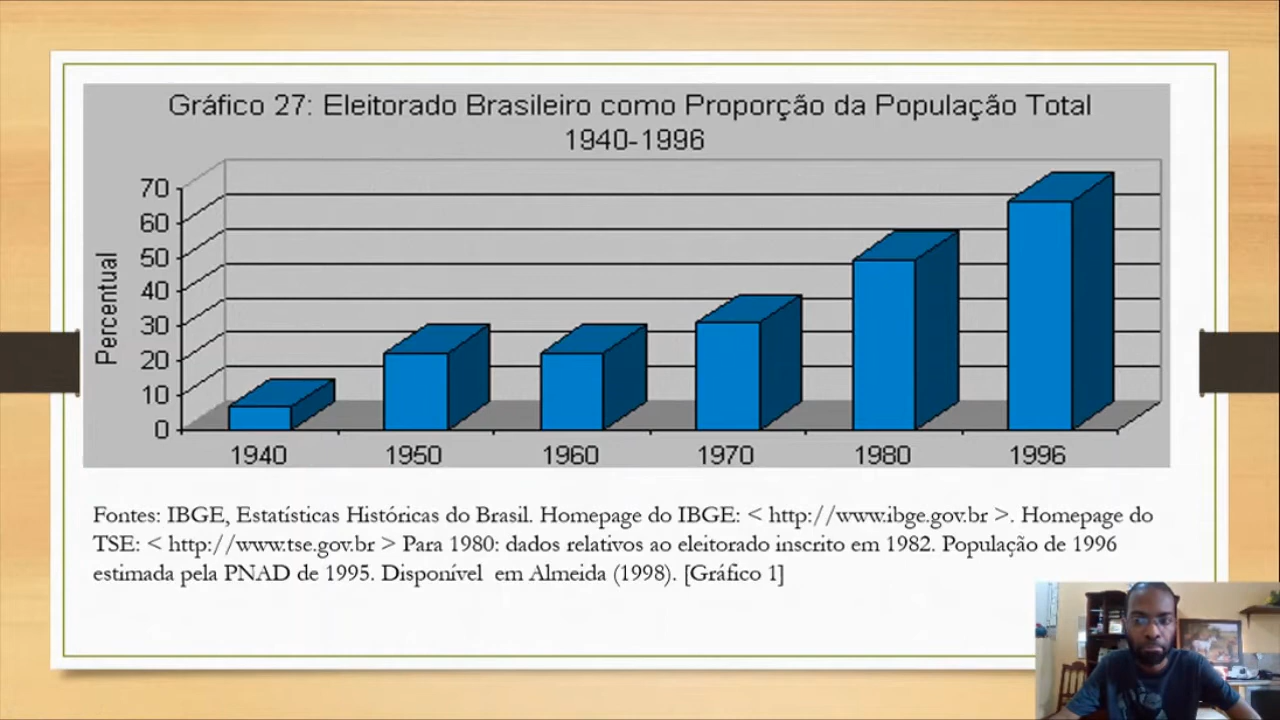 Gráfico 27: Eleitorado Brasileiro como Proporção da População Total
1940-1996
Percentual
70
60
50
40
30
20
10
0
1940 1950 1960 1970 1980 1996
Fontes: IBGE, Estatísticas Históricas do Brasil. Homepage do IBGE: < http://www.ibge.gov.br >. Homepage do
TSE: < http://www.tse.gov.br > Para 1980: dados relativos ao eleitorado inscrito em 1982. População de 1996
estimada pela PNAD de 1995. Disponível em Almeida (1998). [Gráfico 1]